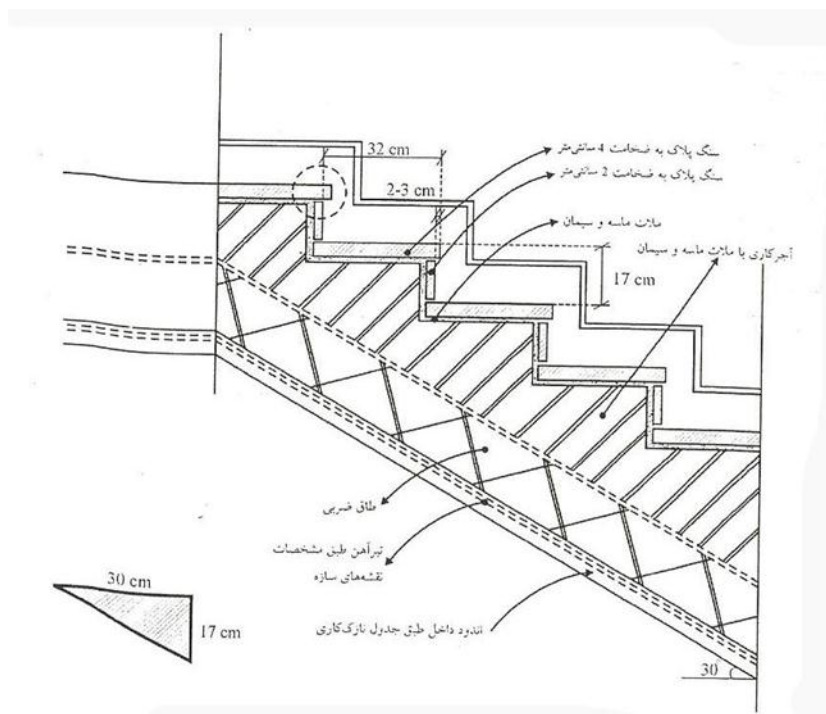 32 cm
سنگ پلاک به ضخامت 4 سانتی‌متر
سنگ پلاک به ضخامت 2 سانتی‌متر
2-3 cm
ملات ماسه و سیمان
آجرکاری با ملات ماسه و سیمان
17 cm
طاق ضربی
تیرآهن طبق مشخصات
نقشه‌های سازه
30 cm
17 cm
اندود داخل طبق جدول نازک‌کاری
30